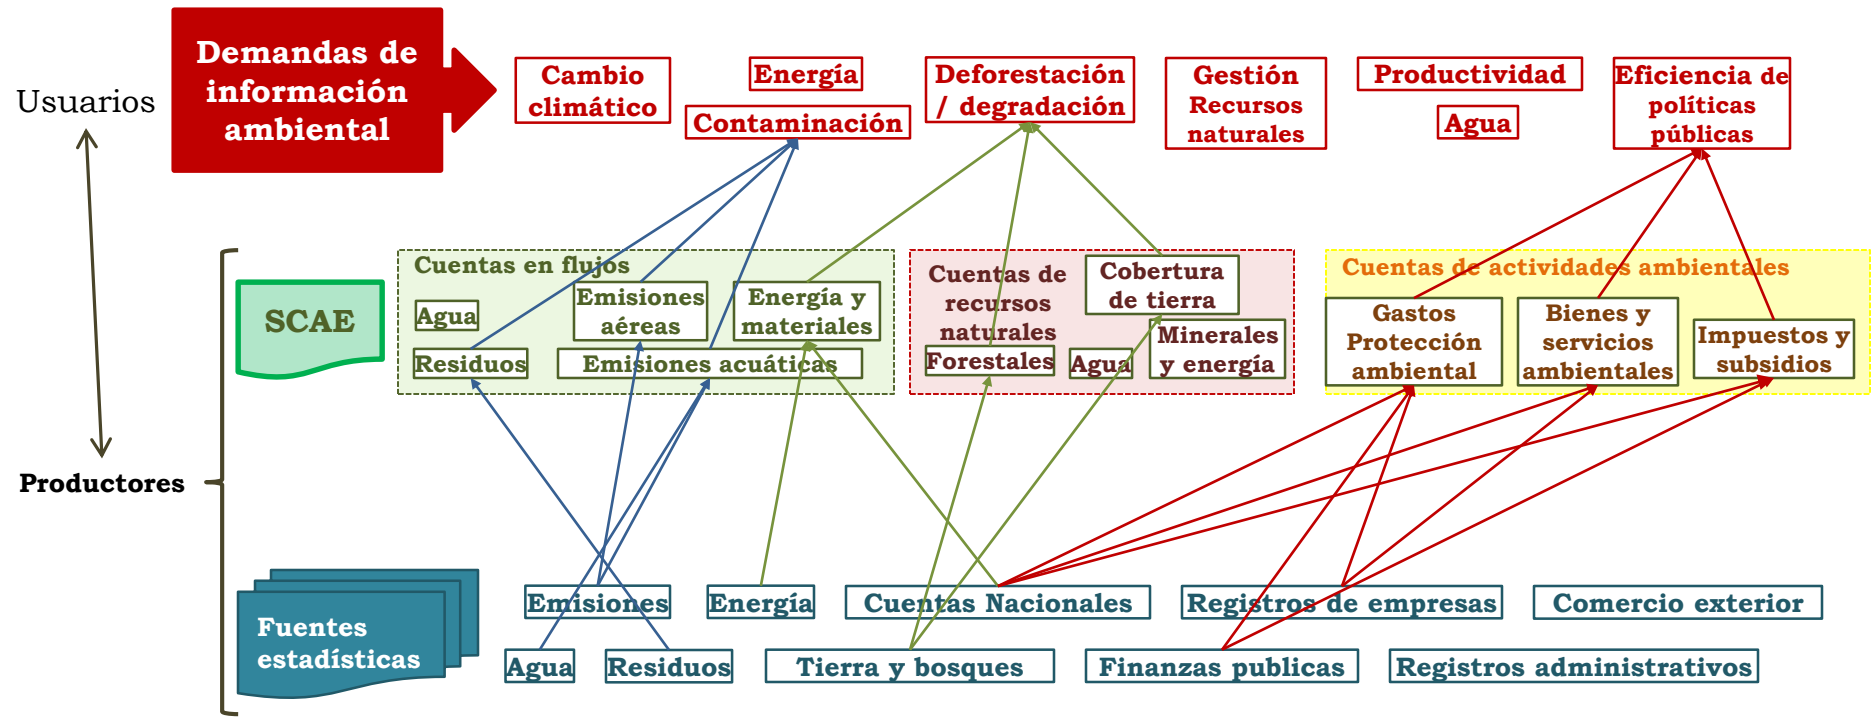 Usuarios
Demandas de
información
ambiental
Cambio
climático
Energía
Contaminación
Deforestación
/ degradación
Gestión
Recursos
naturales
Productividad
Agua
Eficiencia de
políticas
públicas
Productores
SCAE
Cuentas en flujos
Agua
Emisiones
aéreas
Energía y
materiales
Residuos
Emisiones acuáticas
Cuentas de
recursos
naturales
Cobertura
de tierra
Forestales
Agua
Minerales
y energía
Cuentas de actividades ambientales
Gastos
Protección
ambiental
Bienes y
servicios
ambientales
Impuestos y
subsidios
Fuentes
estadísticas
Emisiones
Energía
Cuentas Nacionales
Registros de empresas
Comercio exterior
Agua
Residuos
Tierra y bosques
Finanzas publicas
Registros administrativos